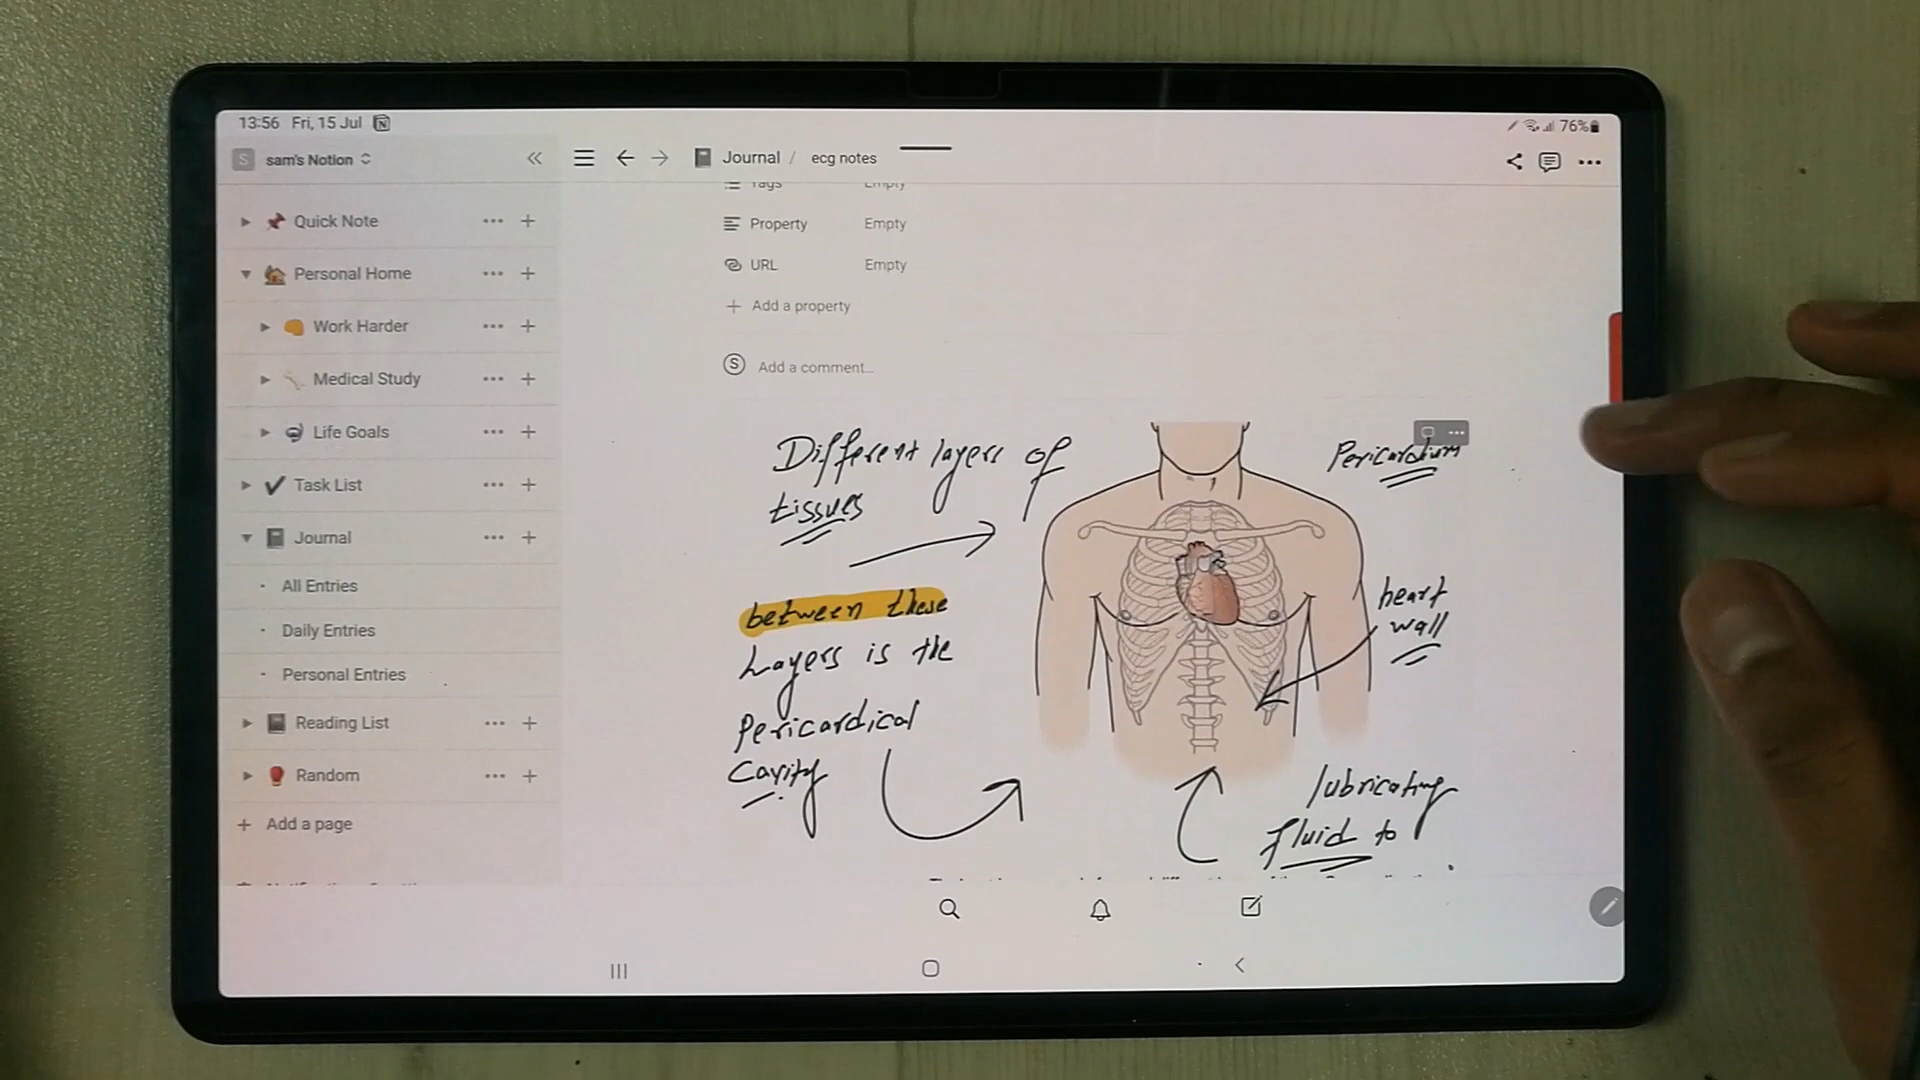 13:56 Fri, 15 Jul
76%
S sam's Notion
Journal / ecg notes
Quick Note
Personal Home
Work Harder
Medical Study
Life Goals
Task List
Journal
All Entries
Daily Entries
Personal Entries
Reading List
Random
Add a page
Tags Empty
Property Empty
URL Empty
Add a property
S Add a comment...
Different layers of
tissues
between these
Layers is the
Pericardical
Cavity
Pericardium
heart
wall
lubricating
fluid to